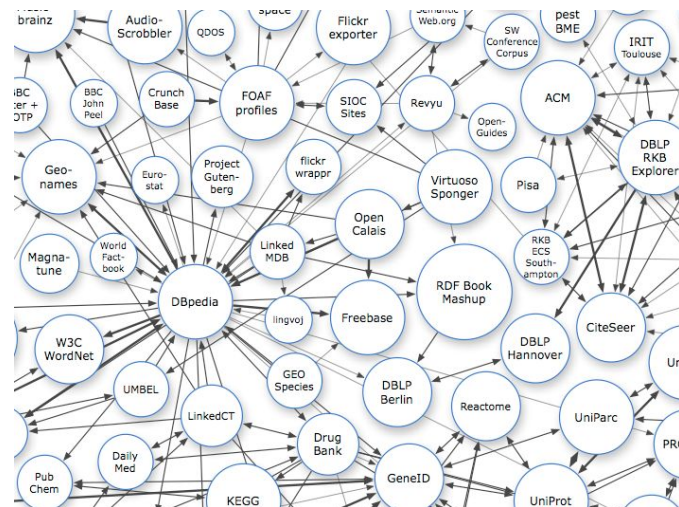 brainz
Audio-
Scrobbler
QDOS
space
Flickr
exporter
Semantic
Web.org
SW
Conference
Corpus
pest
BME
IRIT
Toulouse
BBC
John
Peel
Crunch
Base
FOAF
profiles
SIOC
Sites
Revyu
Open-
Guides
ACM
DBLP
RKB
Explorer
Geo-
names
Euro-
stat
Project
Guten-
berg
flickr
wrappr
Virtuoso
Sponger
Pisa
Open
Calais
RKB
ECS
South-
ampton
Magna-
tune
World
Fact-
book
Linked
MDB
DBpedia
RDF Book
Mashup
lingvoj
Freebase
CiteSeer
W3C
WordNet
DBLP
Hannover
UMBEL
GEO
Species
DBLP
Berlin
LinkedCT
Reactome
UniParc
Drug
Bank
Daily
Med
Pub
Chem
GeneID
KEGG
UniProt